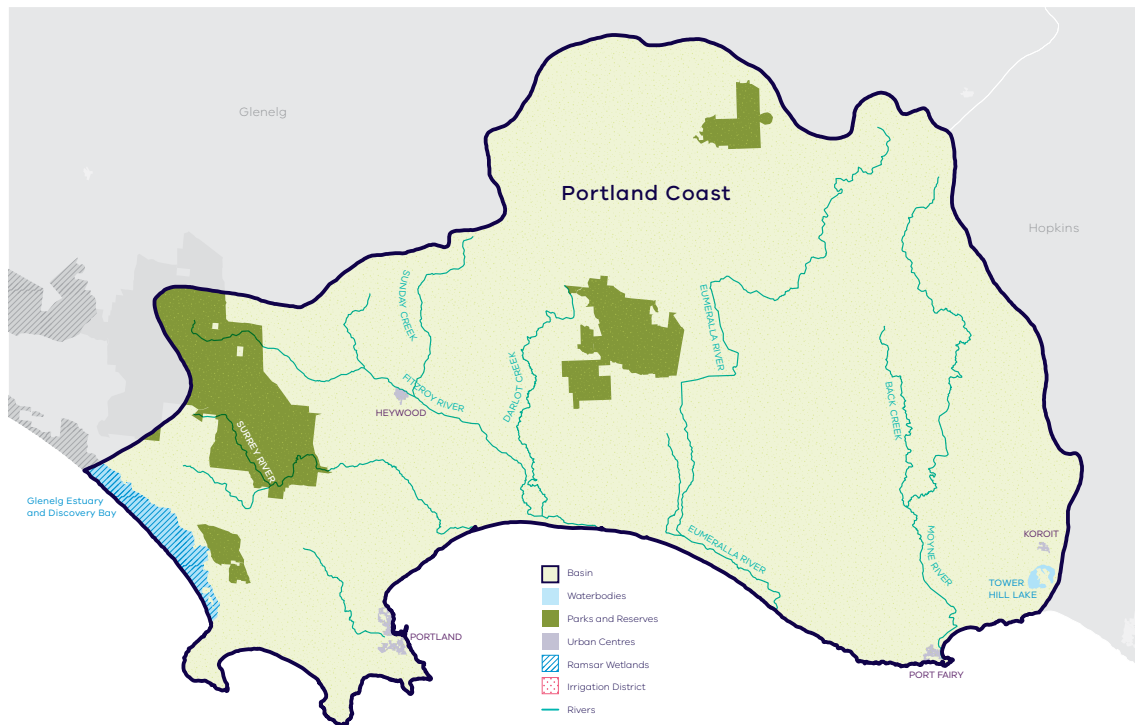 Glenelg
Portland Coast
Hopkins
SUNDAY CREEK
EUMERALLA RIVER
DARLOT CREEK
FITZROY RIVER
HEYWOOD
BACK CREEK
SURREY RIVER
Glenelg Estuary
and Discovery Bay
EUMERALLA RIVER
MOYNE RIVER
KOROIT
TOWER
HILL LAKE
PORTLAND
PORT FAIRY
Basin
Waterbodies
Parks and Reserves
Urban Centres
Ramsar Wetlands
Irrigation District
Rivers